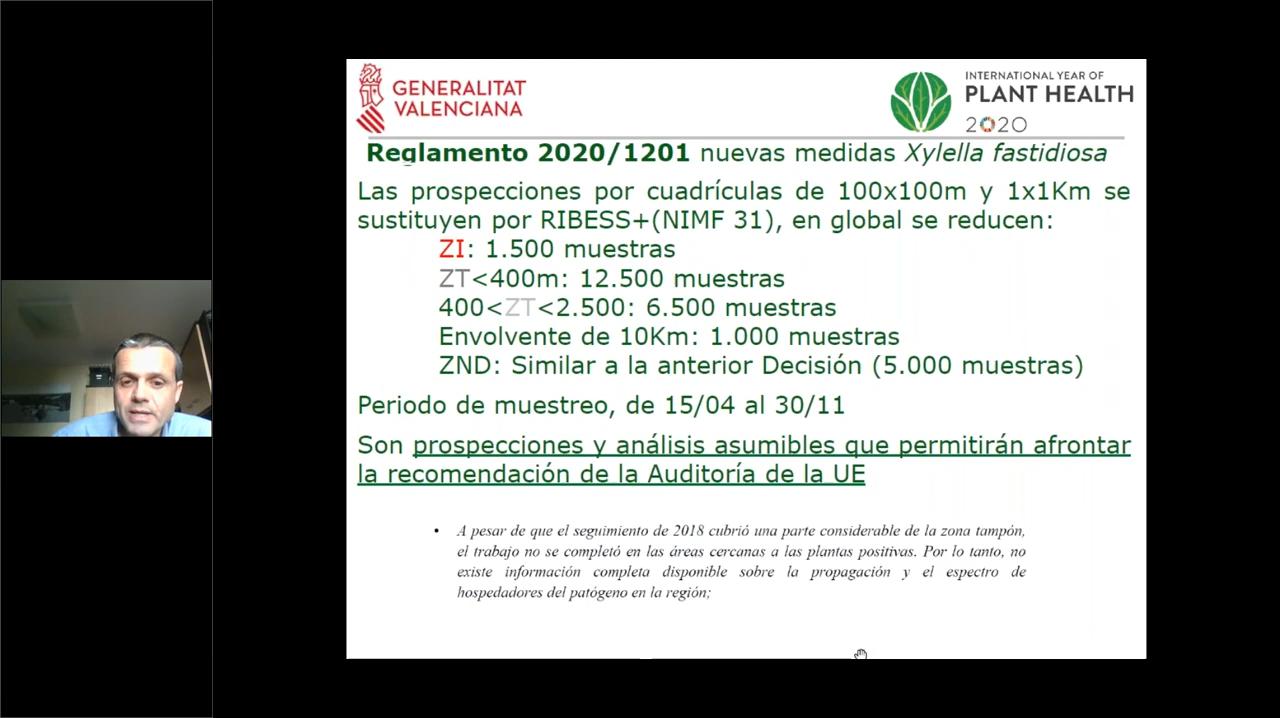 GENERALITAT
VALENCIANA
INTERNATIONAL YEAR OF
PLANT HEALTH
2020
Reglamento 2020/1201 nuevas medidas Xylella fastidiosa
Las prospecciones por cuadrículas de 100x100m y 1x1Km se
sustituyen por RIBESS+(NIMF 31), en global se reducen:
ZI: 1.500 muestras
ZT<400m: 12.500 muestras
400<ZT<2.500: 6.500 muestras
Envolvente de 10Km: 1.000 muestras
ZND: Similar a la anterior Decisión (5.000 muestras)
Periodo de muestreo, de 15/04 al 30/11
Son prospecciones y análisis asumibles que permitirán afrontar
la recomendación de la Auditoría de la UE
• A pesar de que el seguimiento de 2018 cubrió una parte considerable de la zona tampón,
el trabajo no se completó en las áreas cercanas a las plantas positivas. Por lo tanto, no
existe información completa disponible sobre la propagación y el espectro de
hospedadores del patógeno en la región;